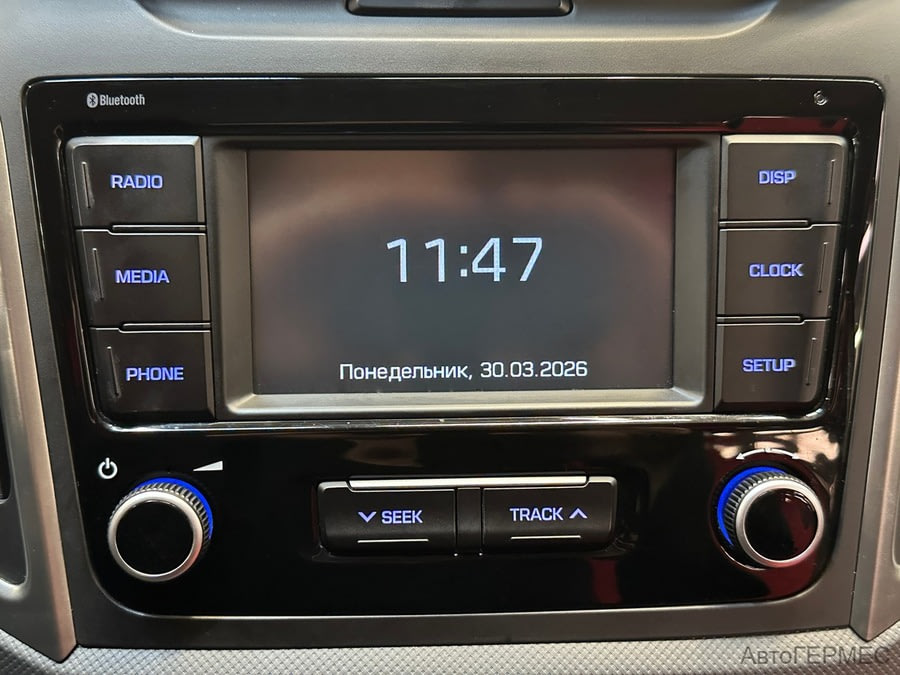 Bluetooth
RADIO
DISP
MEDIA
CLOCK
PHONE
SETUP
11:47
Понедельник, 30.03.2026
SEEK
TRACK
АвтоГЕРМЕС